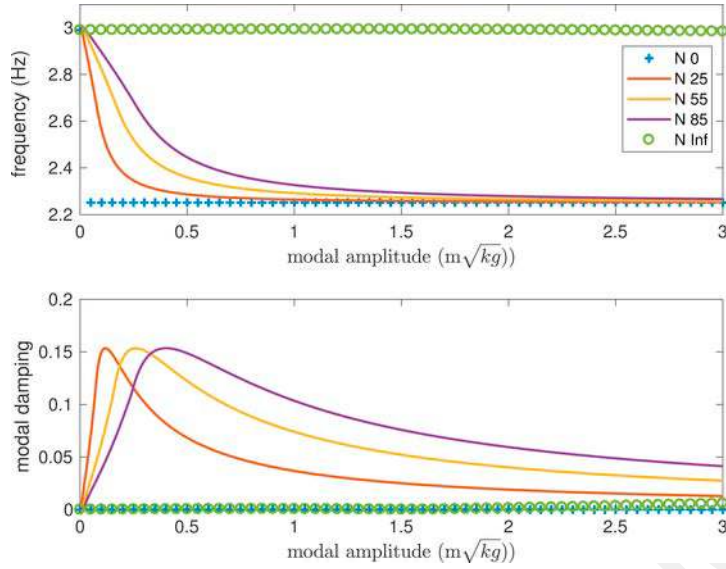 frequency (Hz)
3
2.8
2.6
2.4
2.2
0 0.5 1 1.5 2 2.5 3
modal amplitude (m√kg))
N 0
N 25
N 55
N 85
N Inf
modal damping
0.2
0.15
0.1
0.05
0
0 0.5 1 1.5 2 2.5 3
modal amplitude (m√kg))